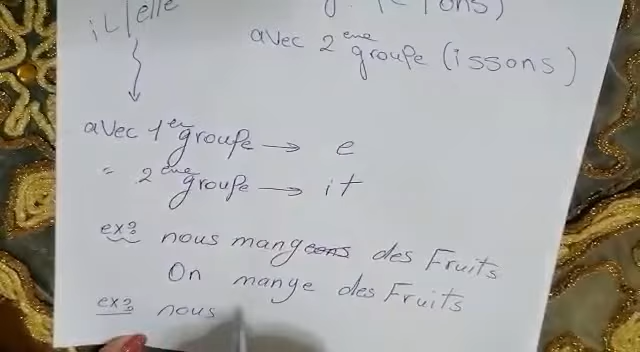 il/elle
avec 2ème groupe (issons)
avec 1er groupe → e
" 2ème groupe → it
ex: nous mangeons des Fruits
On mange des Fruits
ex: nous